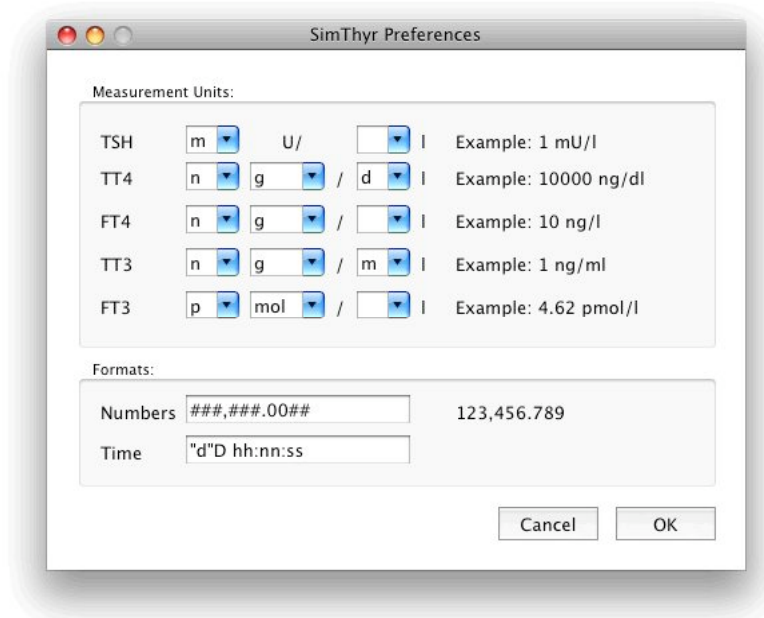 SimThyr Preferences
Measurement Units:
TSH m U/ l Example: 1 mU/l
TT4 n g / d l Example: 10000 ng/dl
FT4 n g / l Example: 10 ng/l
TT3 n g / m l Example: 1 ng/ml
FT3 p mol / l Example: 4.62 pmol/l
Formats:
Numbers ###,###.00## 123,456.789
Time "d"D hh:nn:ss
Cancel OK